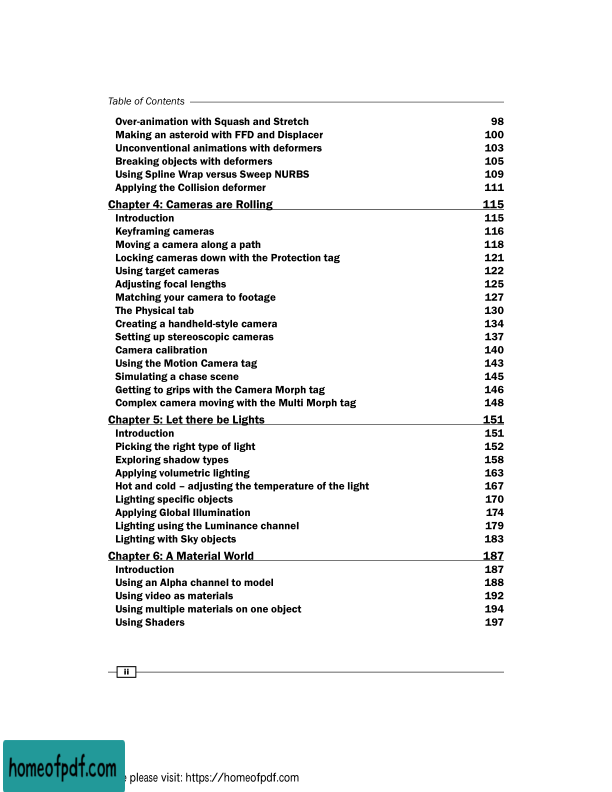 Table of Contents
Over-animation with Squash and Stretch 98
Making an asteroid with FFD and Displacer 100
Unconventional animations with deformers 103
Breaking objects with deformers 105
Using Spline Wrap versus Sweep NURBS 109
Applying the Collision deformer 111
Chapter 4: Cameras are Rolling 115
Introduction 115
Keyframing cameras 116
Moving a camera along a path 118
Locking cameras down with the Protection tag 121
Using target cameras 122
Adjusting focal lengths 125
Matching your camera to footage 127
The Physical tab 130
Creating a handheld-style camera 134
Setting up stereoscopic cameras 137
Camera calibration 140
Using the Motion Camera tag 143
Simulating a chase scene 145
Getting to grips with the Camera Morph tag 146
Complex camera moving with the Multi Morph tag 148
Chapter 5: Let there be Lights 151
Introduction 151
Picking the right type of light 152
Exploring shadow types 158
Applying volumetric lighting 163
Hot and cold – adjusting the temperature of the light 167
Lighting specific objects 170
Applying Global Illumination 174
Lighting using the Luminance channel 179
Lighting with Sky objects 183
Chapter 6: A Material World 187
Introduction 187
Using an Alpha channel to model 188
Using video as materials 192
Using multiple materials on one object 194
Using Shaders 197
ii
homeofpdf.com
please visit: https://homeofpdf.com